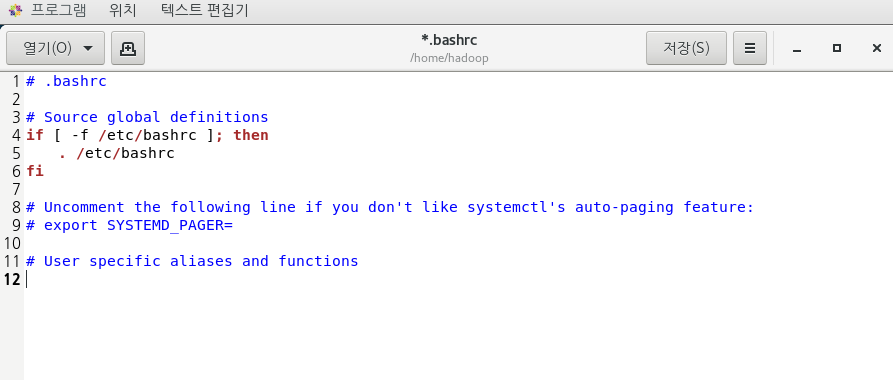 프로그램 위치 텍스트 편집기
열기(O) *.bashrc 저장(S)
/home/hadoop
1 # .bashrc
2
3 # Source global definitions
4 if [ -f /etc/bashrc ]; then
5 . /etc/bashrc
6 fi
7
8 # Uncomment the following line if you don't like systemctl's auto-paging feature:
9 # export SYSTEMD_PAGER=
10
11 # User specific aliases and functions
12